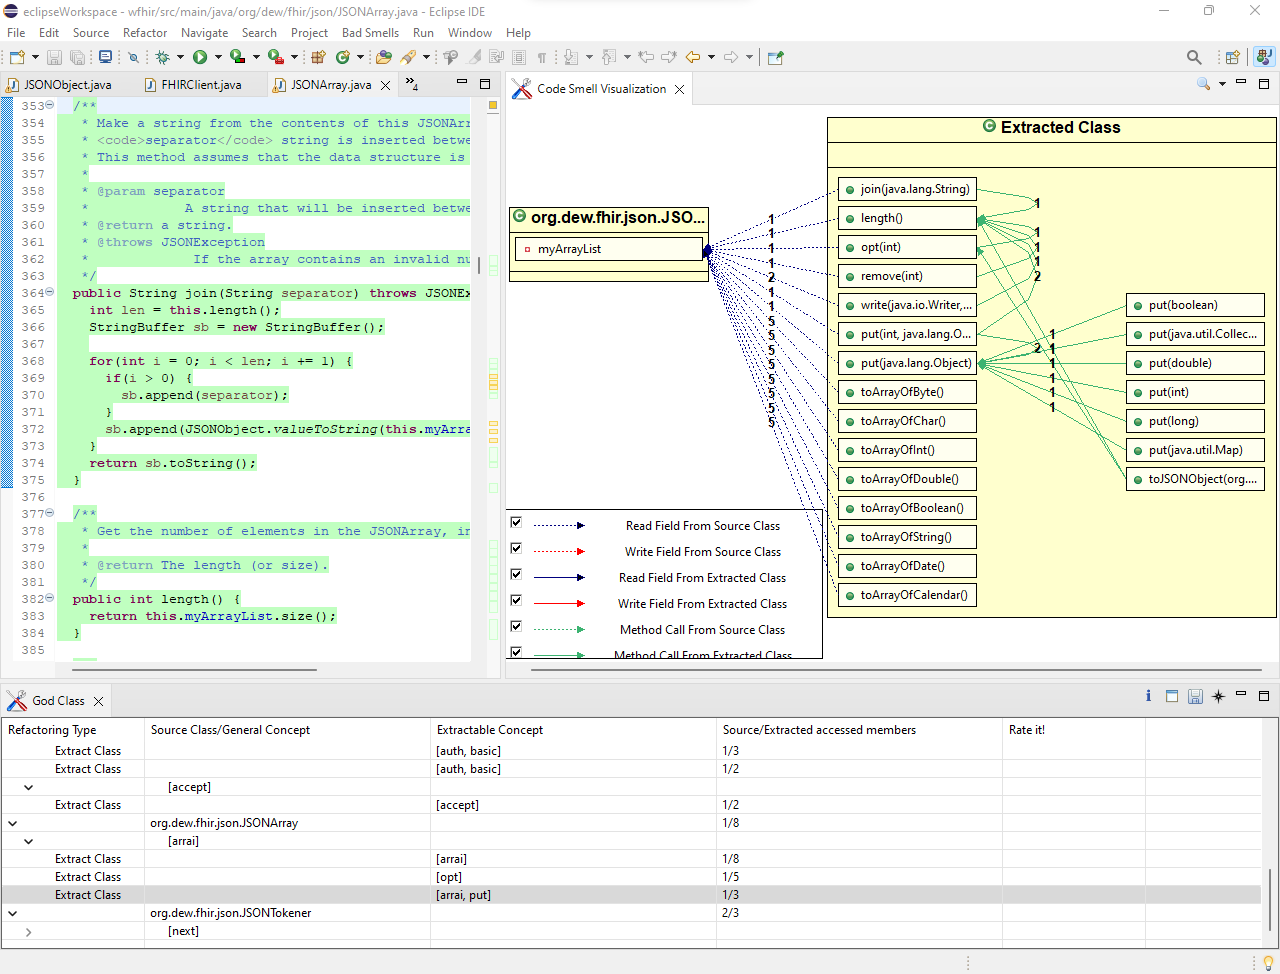 eclipseWorkspace - wfhir/src/main/java/org/dew/fhir/json/JSONArray.java - Eclipse IDE
File Edit Source Refactor Navigate Search Project Bad Smells Run Window Help
JSONObject.java FHIRClient.java JSONArray.java »4
353 /**
354 * Make a string from the contents of this JSONArr
355 * <code>separator</code> string is inserted betwe
356 * This method assumes that the data structure is
357 *
358 * @param separator
359 * A string that will be inserted betwe
360 * @return a string.
361 * @throws JSONException
362 * If the array contains an invalid nu
363 */
364 public String join(String separator) throws JSONEx
365 int len = this.length();
366 StringBuffer sb = new StringBuffer();
367
368 for(int i = 0; i < len; i += 1) {
369 if(i > 0) {
370 sb.append(separator);
371 }
372 sb.append(JSONObject.valueToString(this.myArra
373 }
374 return sb.toString();
375 }
376
377 /**
378 * Get the number of elements in the JSONArray, in
379 *
380 * @return The length (or size).
381 */
382 public int length() {
383 return this.myArrayList.size();
384 }
385
Code Smell Visualization
org.dew.fhir.json.JSO...
myArrayList
1
1
1
1
2
1
1
5
5
5
5
5
5
5
5
Extracted Class
join(java.lang.String)
length()
opt(int)
remove(int)
write(java.io.Writer,...
put(int, java.lang.O...
put(java.lang.Object)
toArrayOfByte()
toArrayOfChar()
toArrayOfInt()
toArrayOfDouble()
toArrayOfBoolean()
toArrayOfString()
toArrayOfDate()
toArrayOfCalendar()
1
1
1
1
2
1
2 1
1
1
1
1
put(boolean)
put(java.util.Collec...
put(double)
put(int)
put(long)
put(java.util.Map)
toJSONObject(org....
Read Field From Source Class
Write Field From Source Class
Read Field From Extracted Class
Write Field From Extracted Class
Method Call From Source Class
Method Call From Extracted Class
God Class
Refactoring Type Source Class/General Concept Extractable Concept Source/Extracted accessed members Rate it!
Extract Class [auth, basic] 1/3
Extract Class [auth, basic] 1/2
[accept]
Extract Class [accept] 1/2
org.dew.fhir.json.JSONArray 1/8
[arrai]
Extract Class [arrai] 1/8
Extract Class [opt] 1/5
Extract Class [arrai, put] 1/3
org.dew.fhir.json.JSONTokener 2/3
[next]